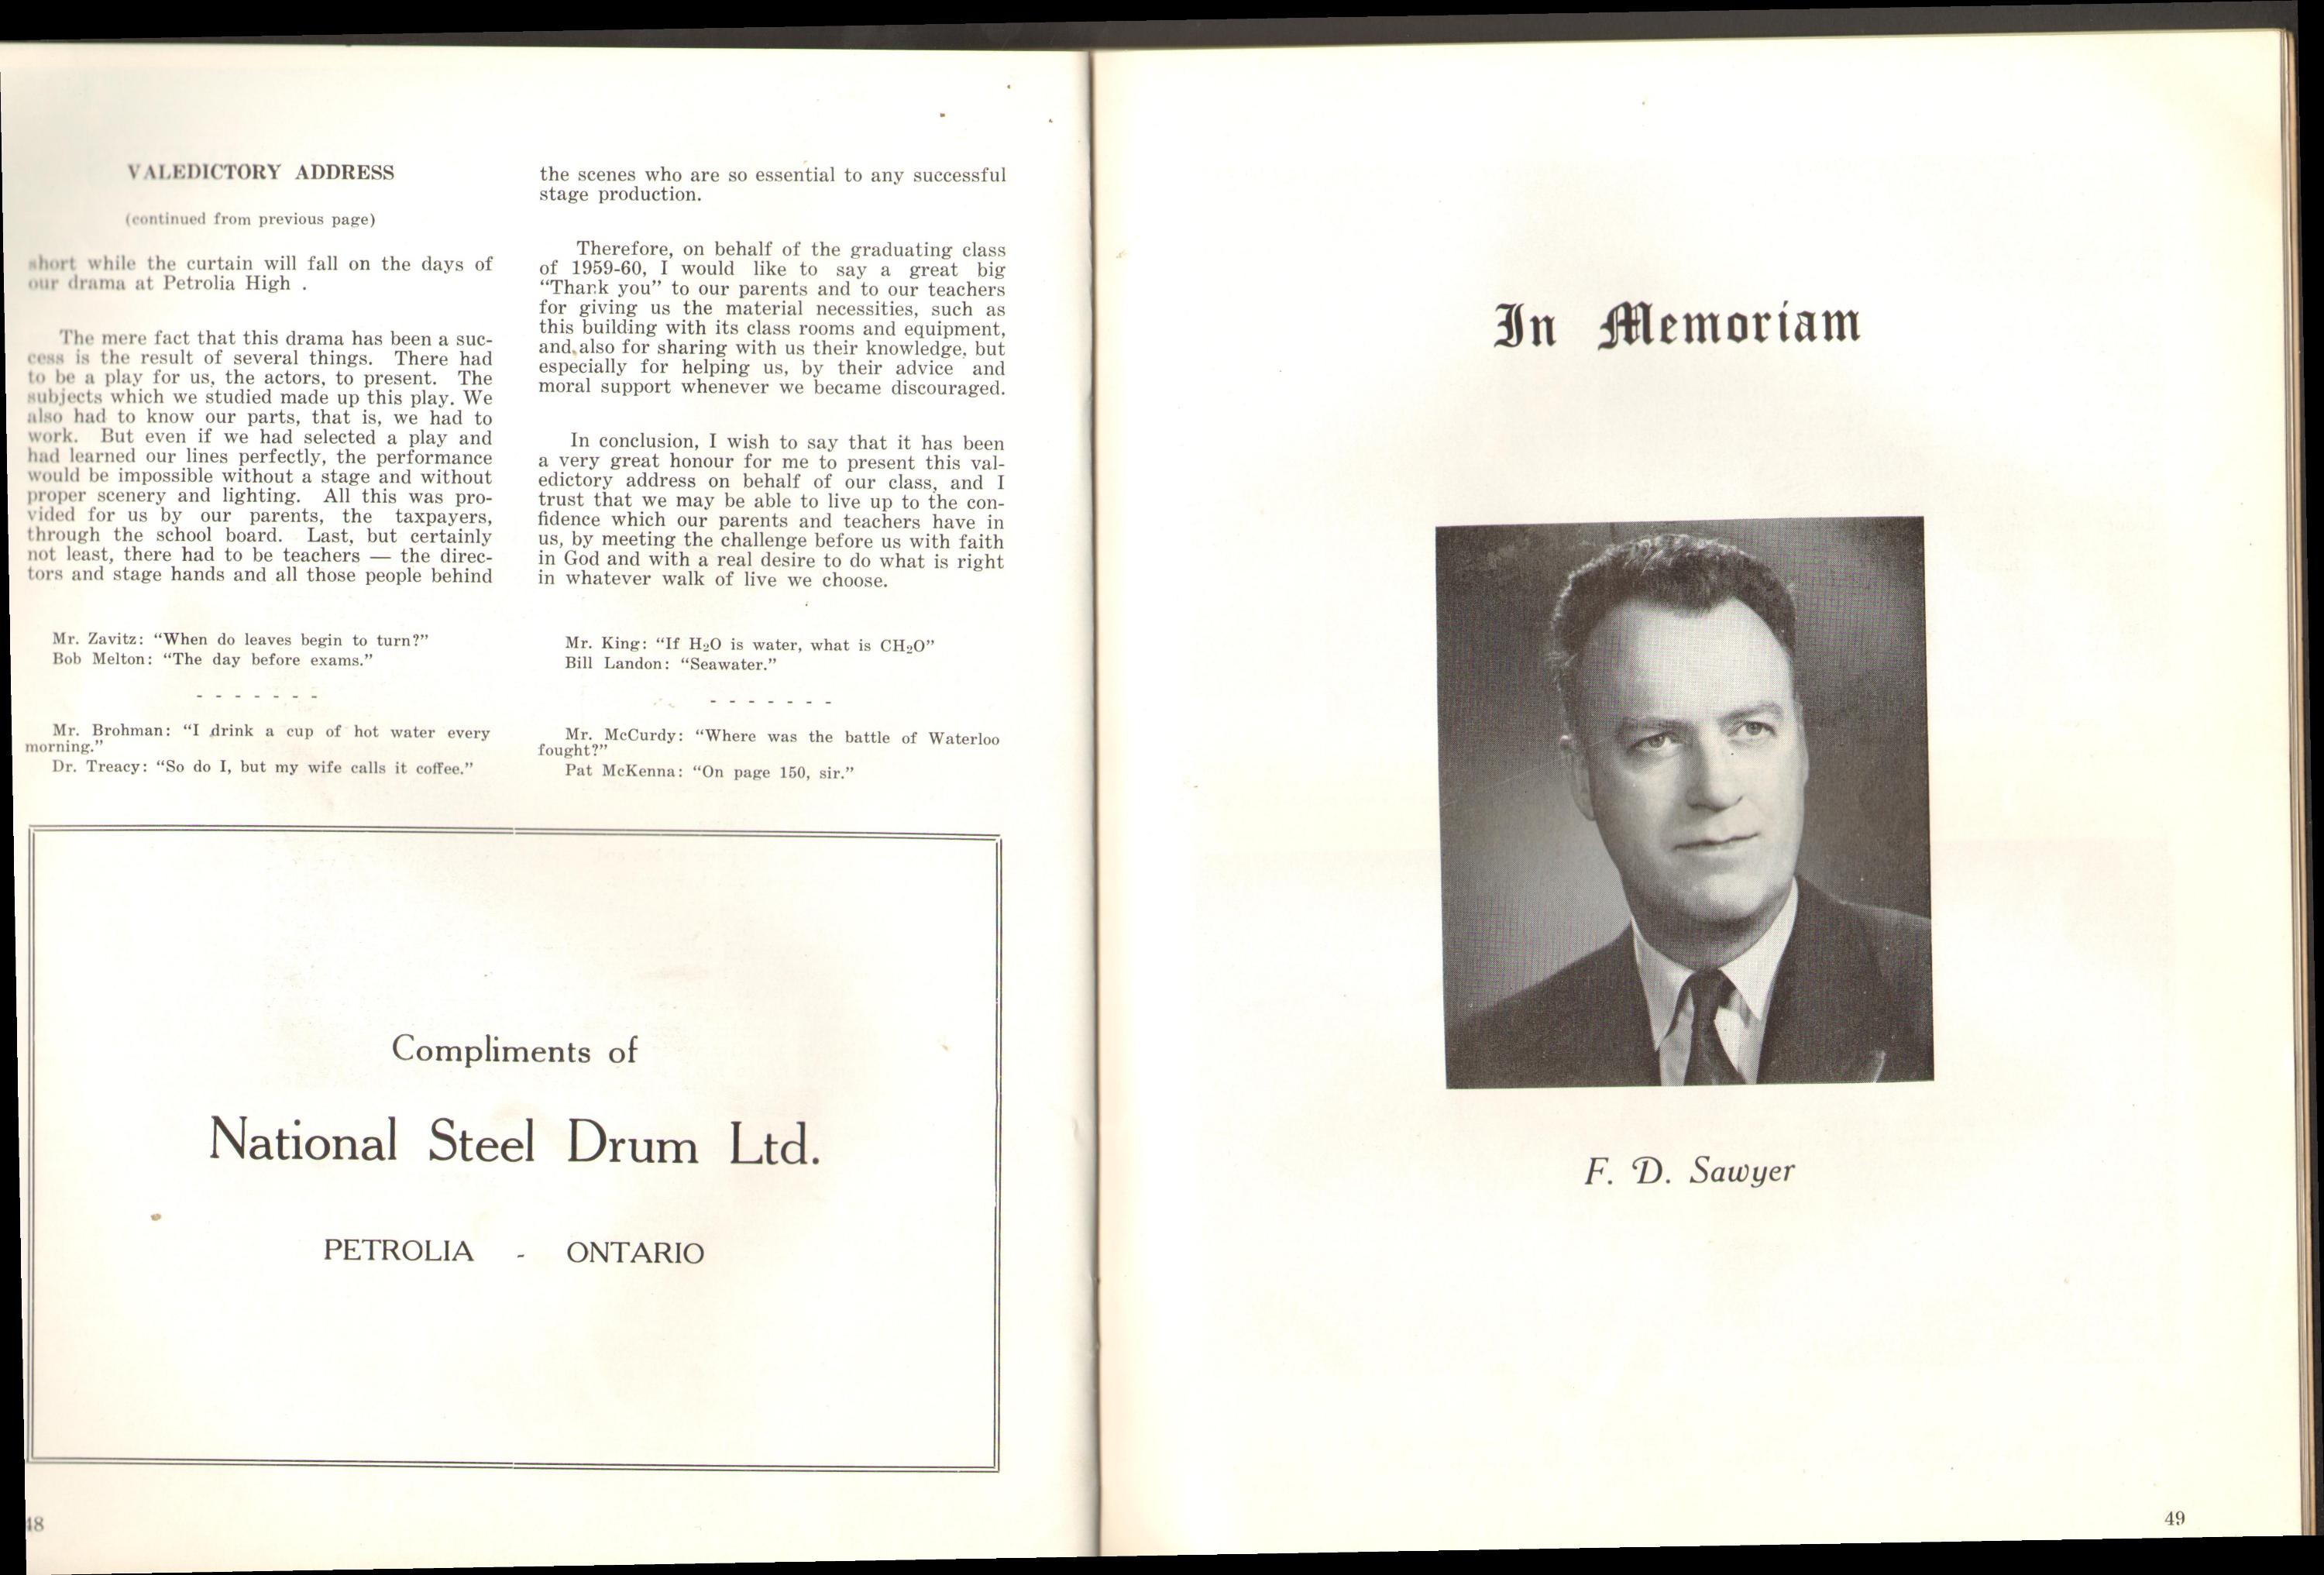 VALEDICTORY ADDRESS
(continued from previous page)
short while the curtain will fall on the days of
our drama at Petrolia High .
The mere fact that this drama has been a suc-
cess is the result of several things. There had
to be a play for us, the actors, to present. The
subjects which we studied made up this play. We
also had to know our parts, that is, we had to
work. But even if we had selected a play and
had learned our lines perfectly, the performance
would be impossible without a stage and without
proper scenery and lighting. All this was pro-
vided for us by our parents, the taxpayers,
through the school board. Last, but certainly
not least, there had to be teachers — the direc-
tors and stage hands and all those people behind
the scenes who are so essential to any successful
stage production.
Therefore, on behalf of the graduating class
of 1959-60, I would like to say a great big
“Thank you” to our parents and to our teachers
for giving us the material necessities, such as
this building with its class rooms and equipment,
and also for sharing with us their knowledge, but
especially for helping us, by their advice and
moral support whenever we became discouraged.
In conclusion, I wish to say that it has been
a very great honour for me to present this val-
edictory address on behalf of our class, and I
trust that we may be able to live up to the con-
fidence which our parents and teachers have in
us, by meeting the challenge before us with faith
in God and with a real desire to do what is right
in whatever walk of live we choose.
Mr. Zavitz: “When do leaves begin to turn?”
Bob Melton: “The day before exams.”
- - - - - - -
Mr. Brohman: “I drink a cup of hot water every
morning.”
Dr. Treacy: “So do I, but my wife calls it coffee.”
Mr. King: “If H₂O is water, what is CH₂O”
Bill Landon: “Seawater.”
- - - - - - -
Mr. McCurdy: “Where was the battle of Waterloo
fought?”
Pat McKenna: “On page 150, sir.”
Compliments of
National Steel Drum Ltd.
PETROLIA - ONTARIO
48
In Memoriam
F. D. Sawyer
49